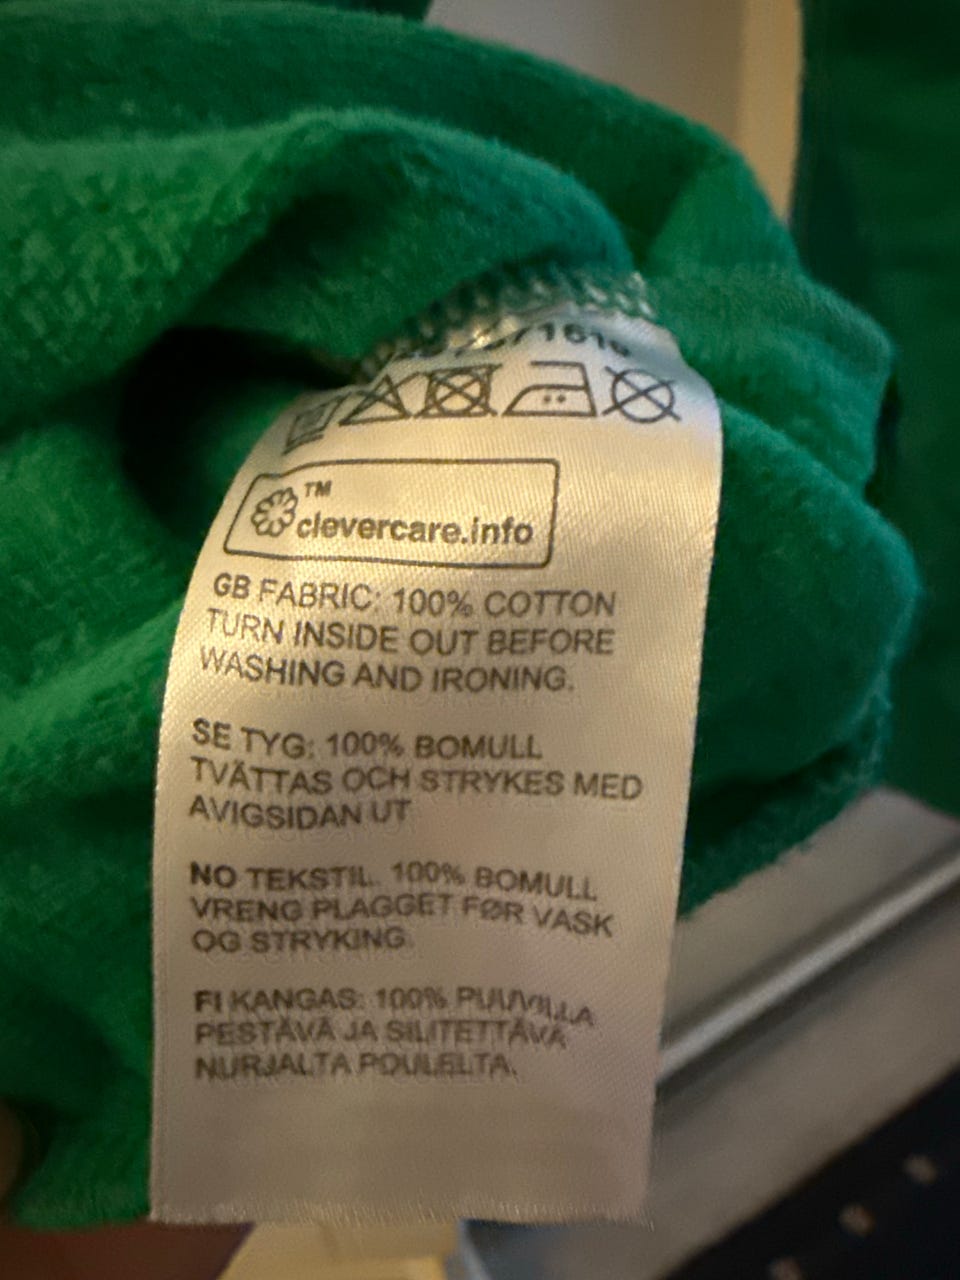 TM
clevercare.info
GB FABRIC: 100% COTTON
TURN INSIDE OUT BEFORE
WASHING AND IRONING.
SE TYG: 100% BOMULL
TVÄTTAS OCH STRYKES MED
AVIGSIDAN UT
NO TEKSTIL. 100% BOMULL
VRENG PLAGGET FØR VASK
OG STRYKING.
FI KANGAS: 100% PUUVILLA
PESTÄVÄ JA SILITETTÄVÄ
NURJALTA POULELTA.